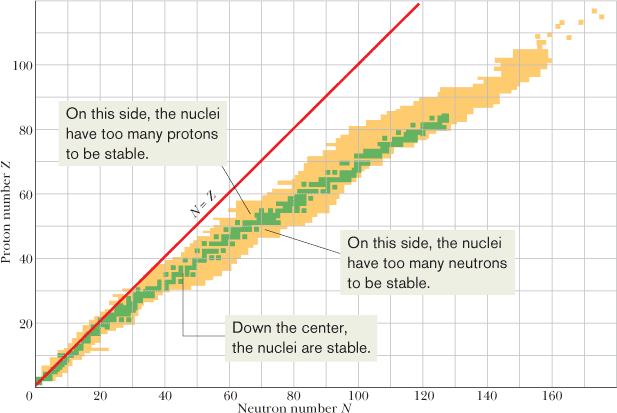 100
On this side, the nuclei
have too many protons
to be stable.
80
Proton number Z
60
N = Z
On this side, the nuclei
have too many neutrons
to be stable.
40
Down the center,
the nuclei are stable.
20
0 20 40 60 80 100 120 140 160
Neutron number N